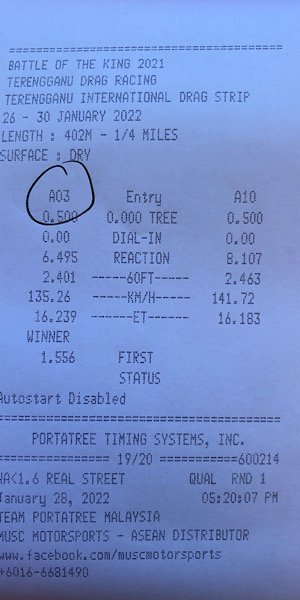 ====================================
BATTLE OF THE KING 2021
TERENGGANU DRAG RACING
TERENGGANU INTERNATIONAL DRAG STRIP
26 - 30 JANUARY 2022
LENGTH : 402M - 1/4 MILES
SURFACE : DRY
A03 Entry A10
0.500 0.000 TREE 0.500
0.00 DIAL-IN 0.00
6.495 REACTION 8.107
2.401 -----60FT----- 2.463
135.26 -----KM/H----- 141.72
16.239 ------ET------ 16.183
WINNER
1.556 FIRST
STATUS
Autostart Disabled
====================================
PORTATREE TIMING SYSTEMS, INC.
================ 19/20 ===========600214
NA<1.6 REAL STREET QUAL RND 1
January 28, 2022 05:20:07 PM
TEAM PORTATREE MALAYSIA
MUSC MOTORSPORTS - ASEAN DISTRIBUTOR
www.facebook.com/muscmotorsports
+6016-6681490